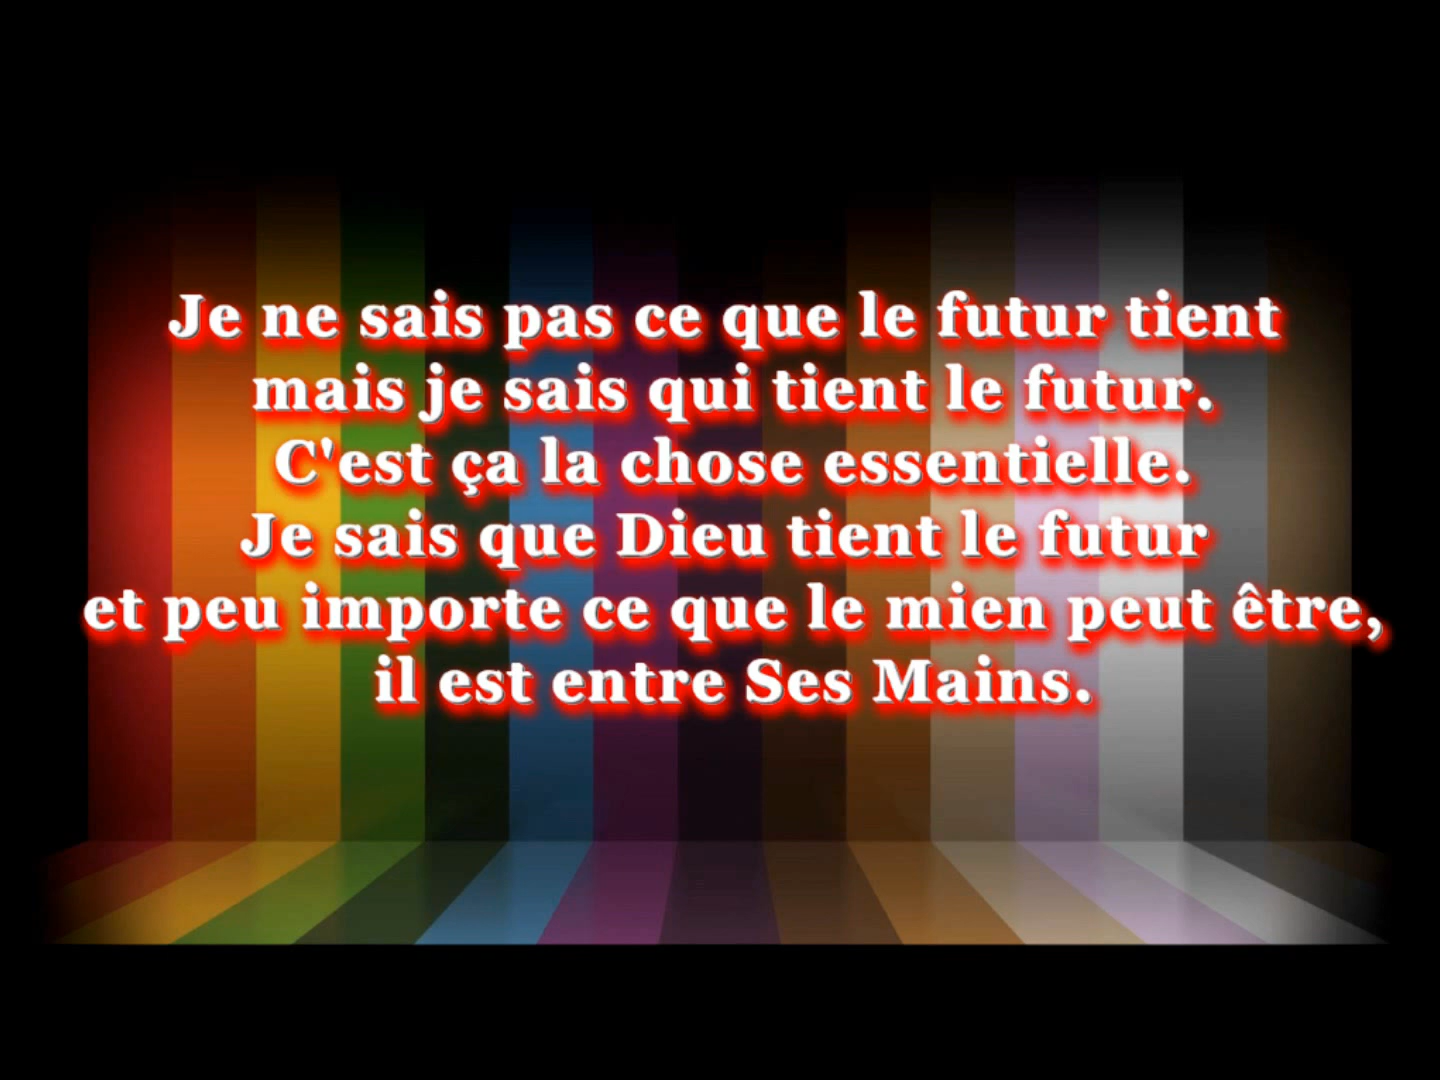 Je ne sais pas ce que le futur tient
mais je sais qui tient le futur.
C'est ça la chose essentielle.
Je sais que Dieu tient le futur
et peu importe ce que le mien peut être,
il est entre Ses Mains.